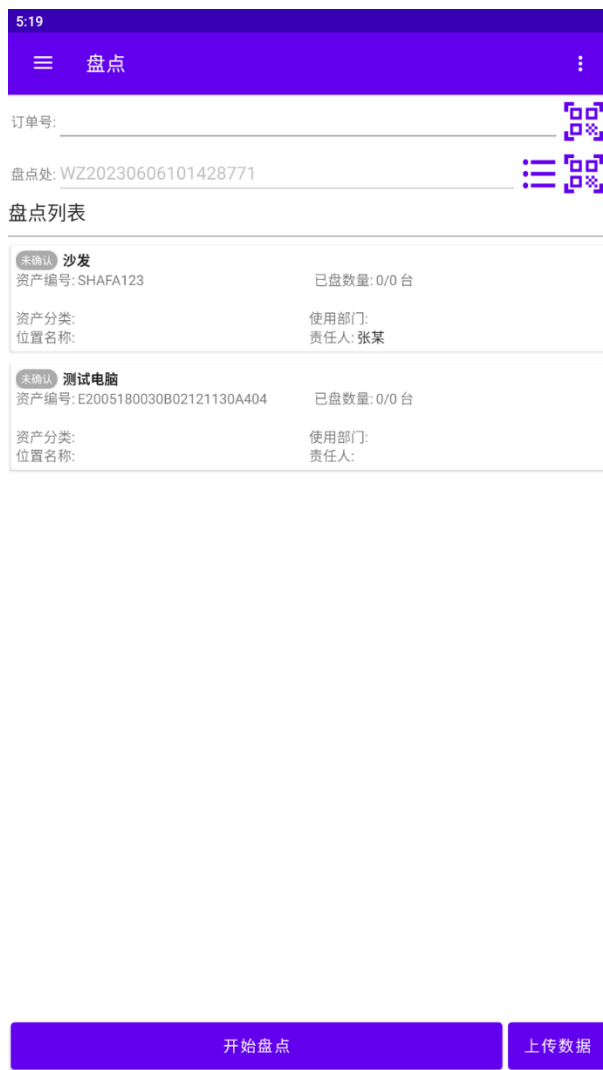 5:19
盘点
订单号:
盘点处: WZ20230606101428771
盘点列表
未确认 沙发
资产编号: SHAFA123 已盘数量: 0/0 台
资产分类: 使用部门:
位置名称: 责任人: 张某
未确认 测试电脑
资产编号: E2005180030B02121130A404 已盘数量: 0/0 台
资产分类: 使用部门:
位置名称: 责任人:
开始盘点 上传数据